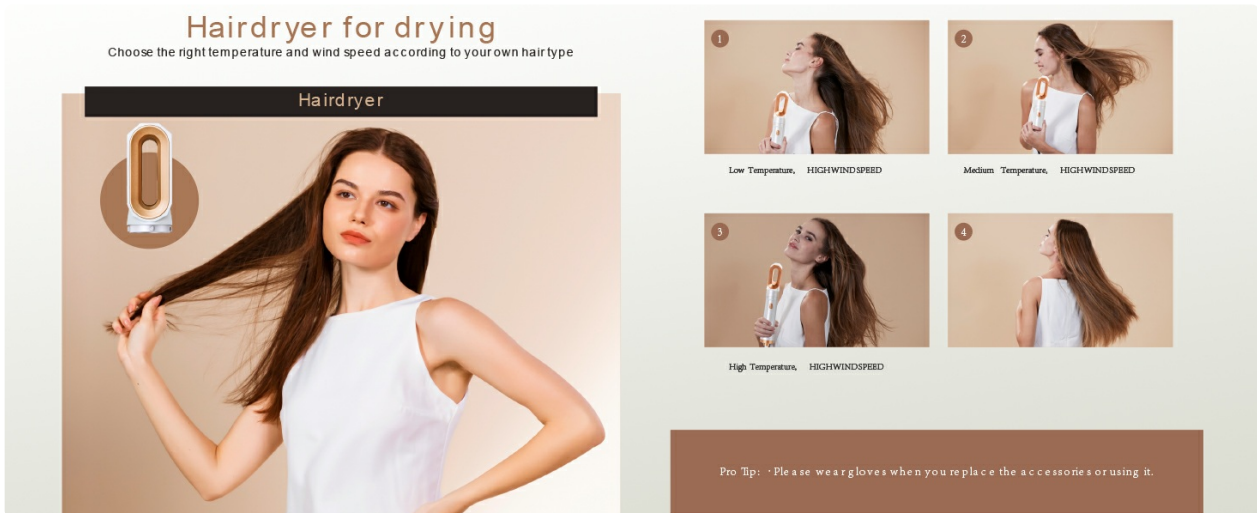 Hairdryer for drying
Choose the right temperature and wind speed according to your own hair type
Hairdryer
1
2
Low Temperature, HIGHWINDSPEED
Medium Temperature, HIGHWINDSPEED
3
4
High Temperature, HIGHWINDSPEED
Pro Tip: ·Please wear gloves when you replace the accessories or using it.